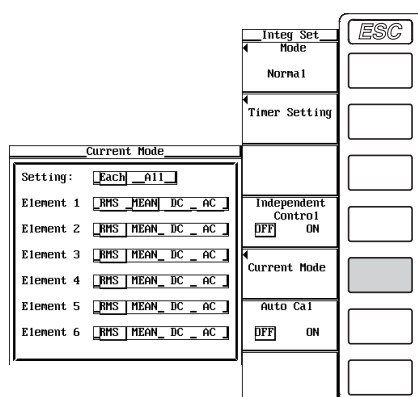 ESC
Integ Set
Mode
Normal
Timer Setting
Independent
Control
OFF ON
Current Mode
Auto Cal
OFF ON
Current Mode
Setting: Each All
Element 1 RMS MEAN DC AC
Element 2 RMS MEAN DC AC
Element 3 RMS MEAN DC AC
Element 4 RMS MEAN DC AC
Element 5 RMS MEAN DC AC
Element 6 RMS MEAN DC AC